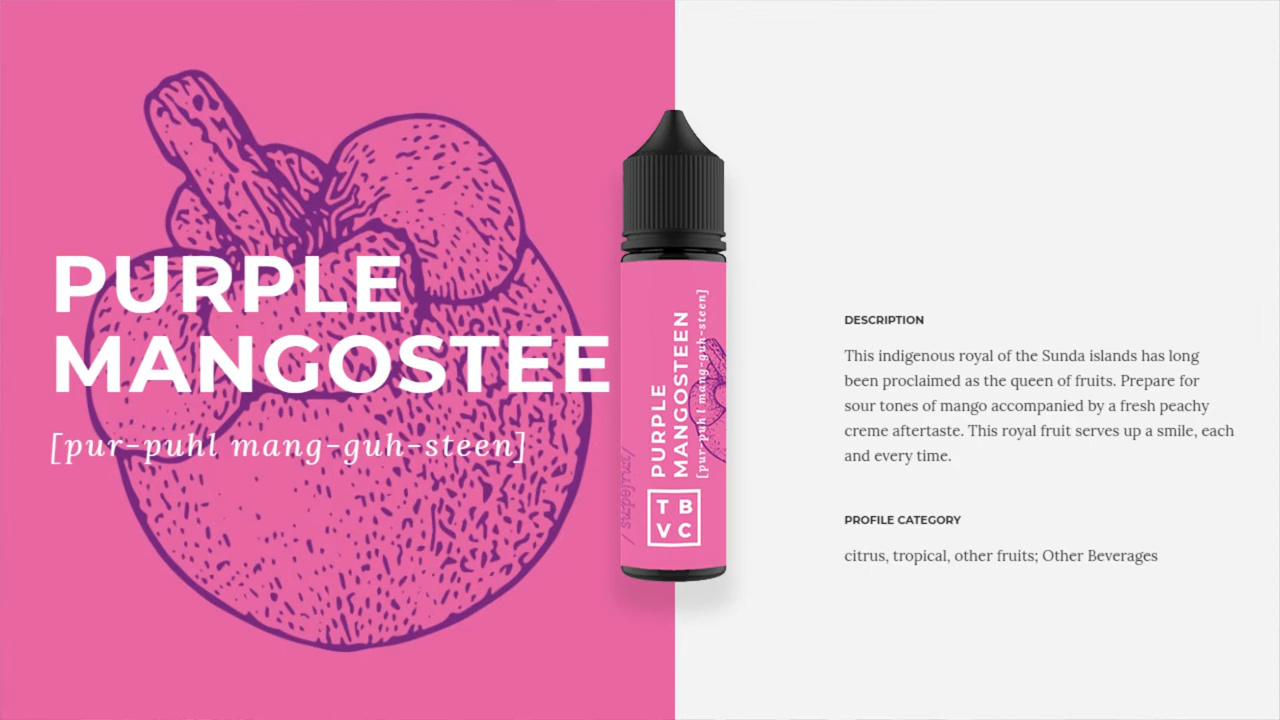 PURPLE
MANGOSTEE
[pur-puhl mang-guh-steen]
PURPLE
MANGOSTEEN
[pur-puhl mang-guh-steen]
TB
VC
DESCRIPTION
This indigenous royal of the Sunda islands has long
been proclaimed as the queen of fruits. Prepare for
sour tones of mango accompanied by a fresh peachy
creme aftertaste. This royal fruit serves up a smile, each
and every time.
PROFILE CATEGORY
citrus, tropical, other fruits; Other Beverages